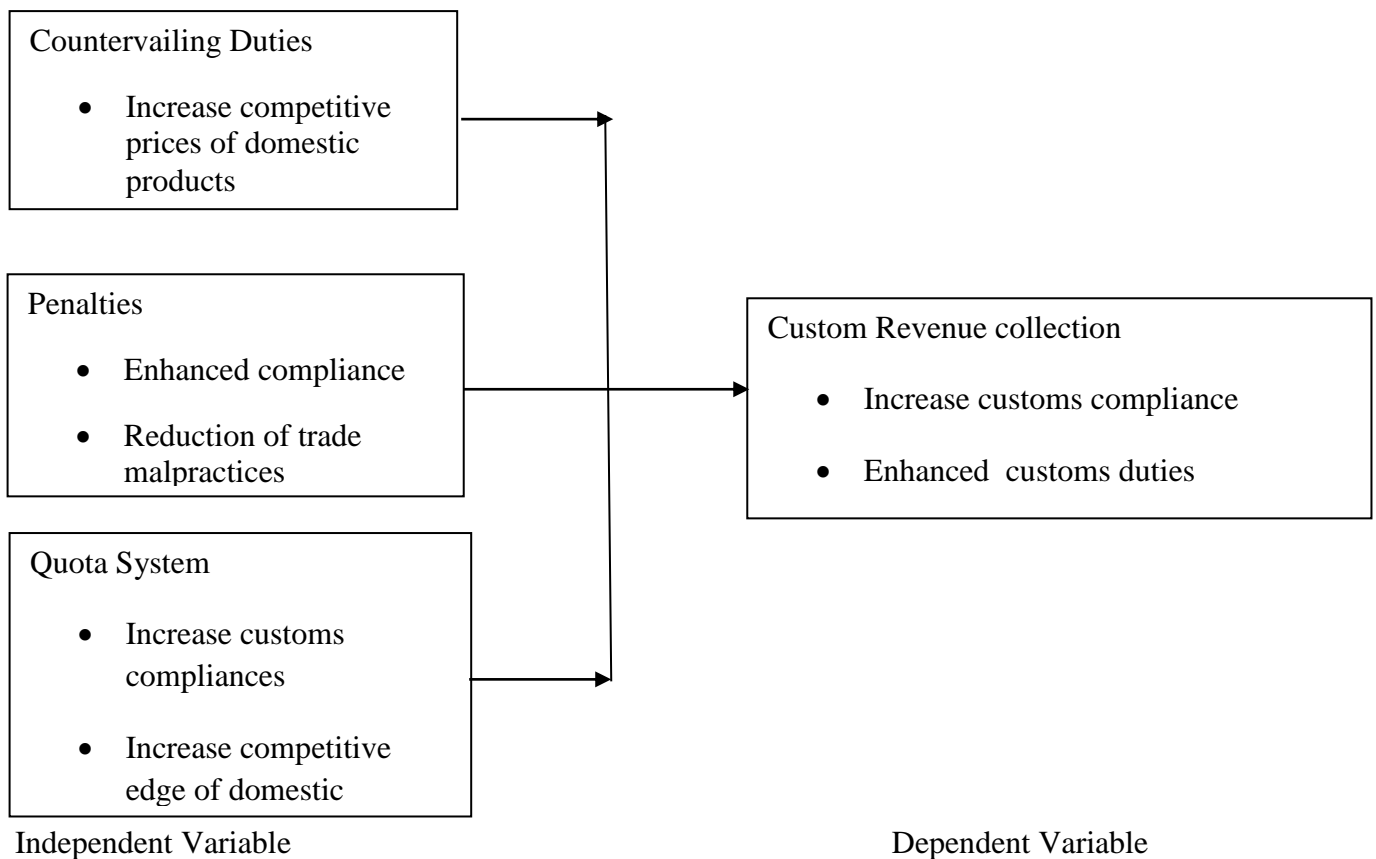 Countervailing Duties
• Increase competitive
prices of domestic
products
Penalties
• Enhanced compliance
• Reduction of trade
malpractices
Quota System
• Increase customs
compliances
• Increase competitive
edge of domestic
Independent Variable
Custom Revenue collection
• Increase customs compliance
• Enhanced customs duties
Dependent Variable